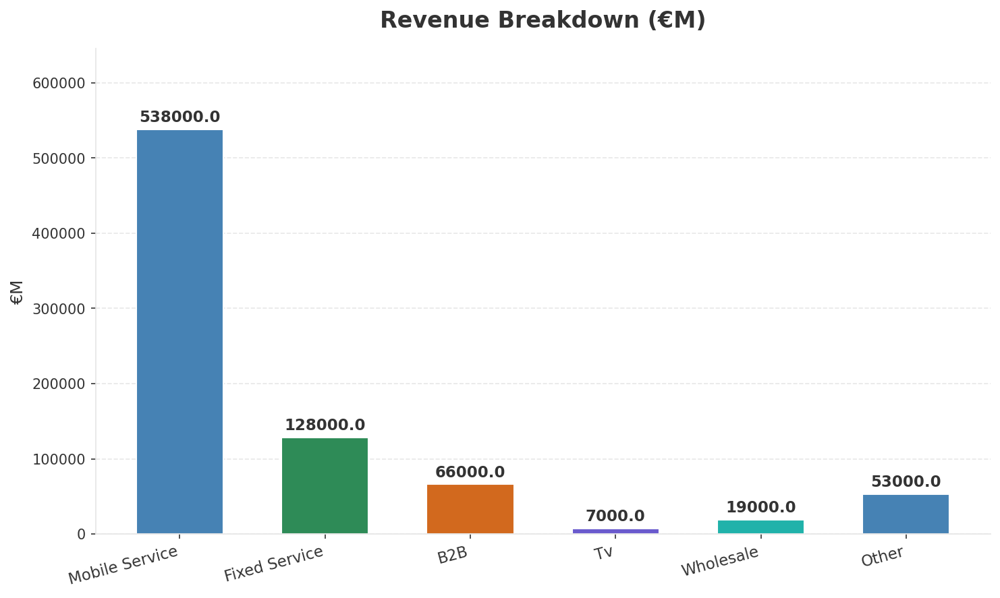 Revenue Breakdown (€M)
€M
600000
500000
400000
300000
200000
100000
0
538000.0
128000.0
66000.0
7000.0
19000.0
53000.0
Mobile Service
Fixed Service
B2B
Tv
Wholesale
Other